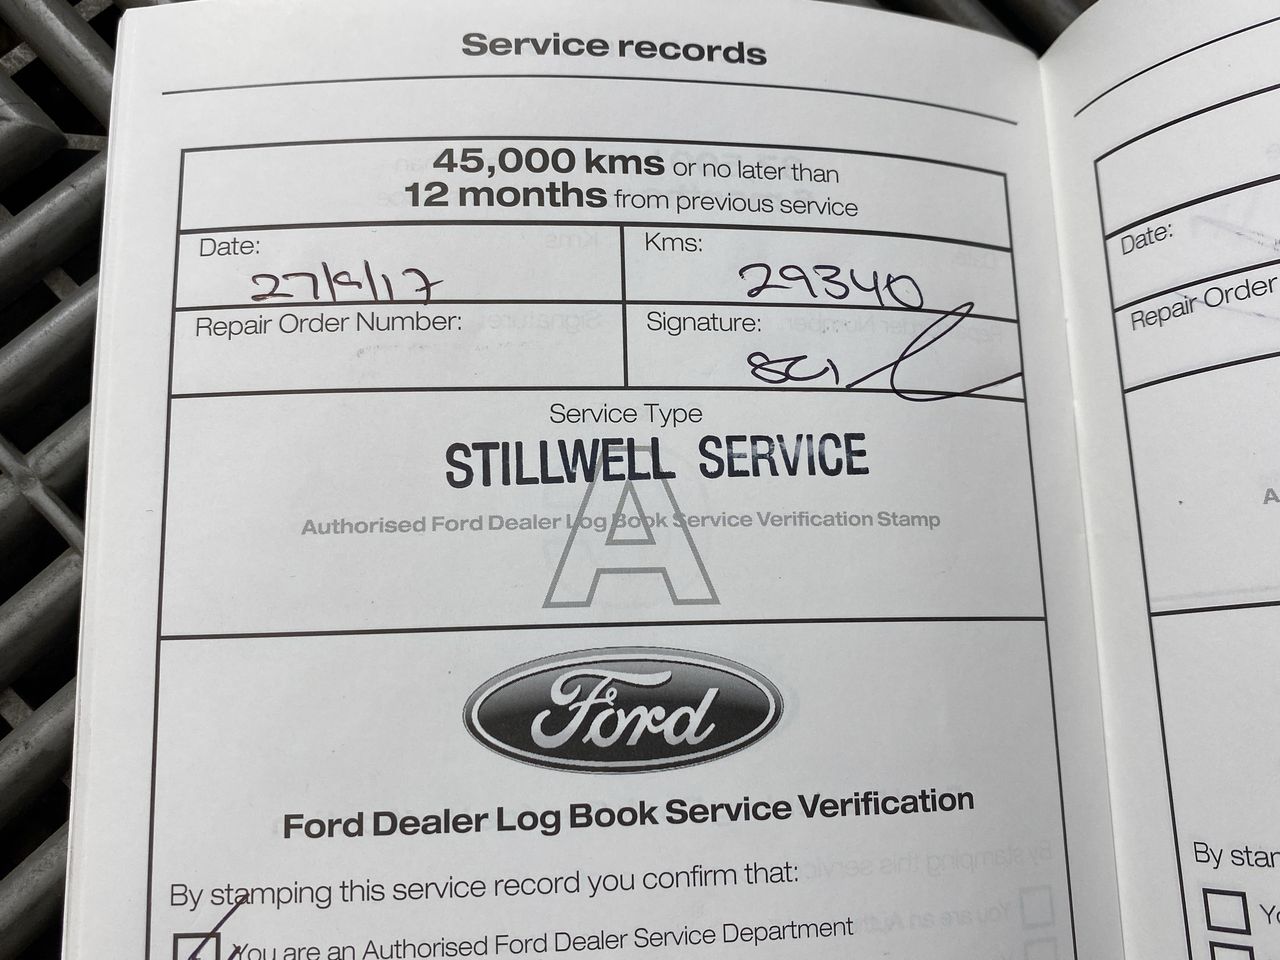 Service records
45,000 kms or no later than
12 months from previous service
Date:
27/9/17
Kms:
29340
Repair Order Number:
Signature:
Service Type
STILLWELL SERVICE
A
Authorised Ford Dealer Log Book Service Verification Stamp
Ford
Ford Dealer Log Book Service Verification
By stamping this service record you confirm that:
You are an Authorised Ford Dealer Service Department
Date:
Repair Order
A
By